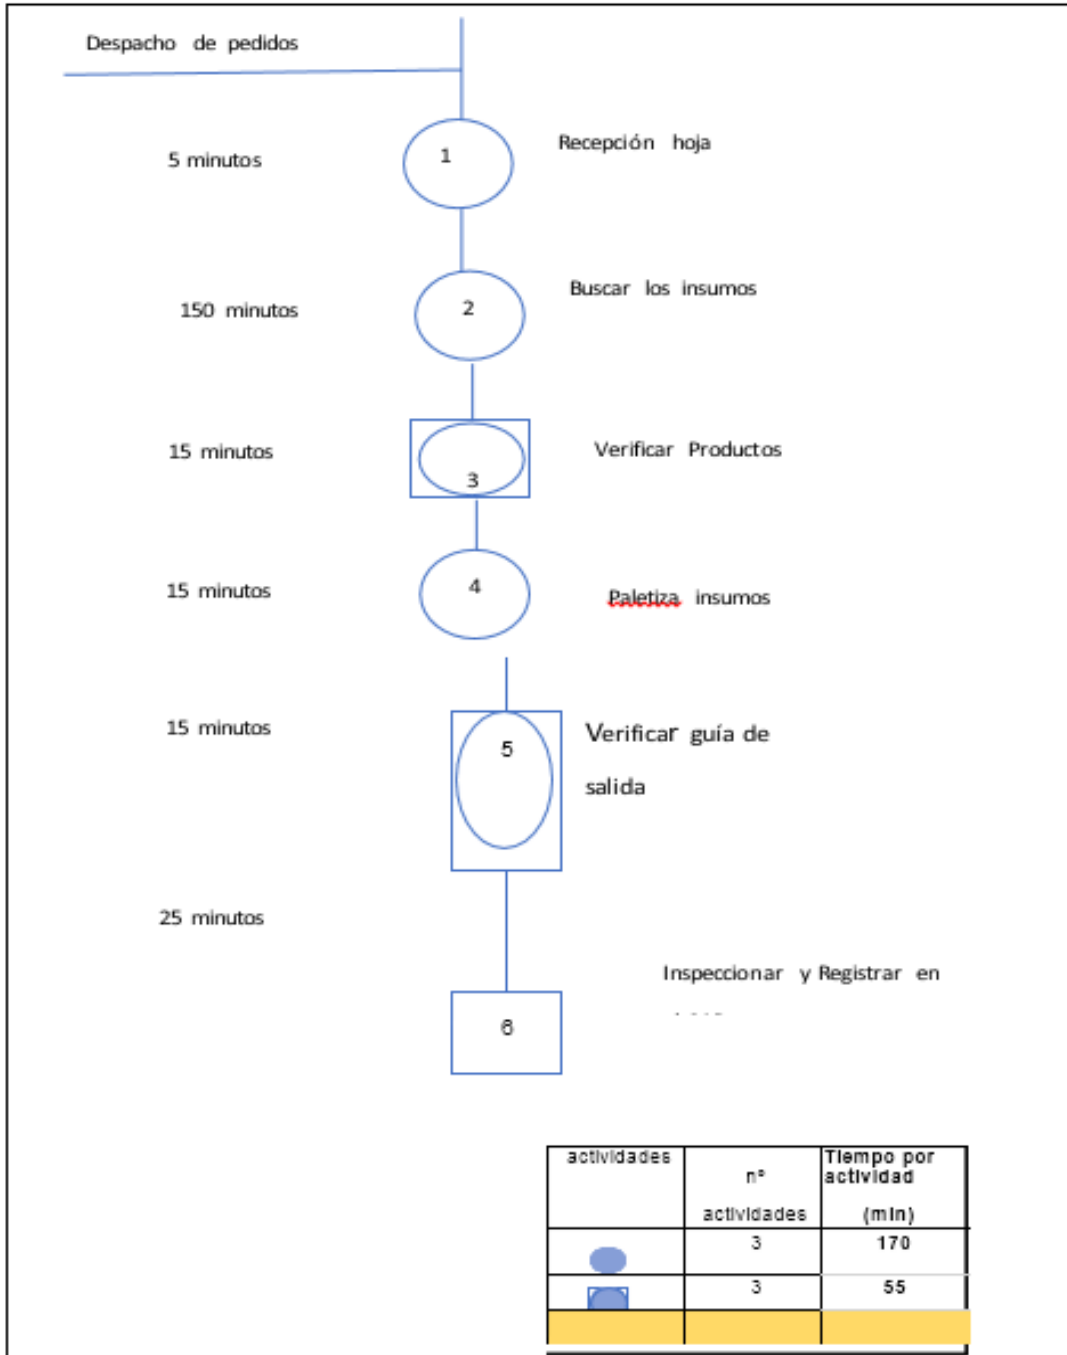 Despacho de pedidos
5 minutos
1
Recepción hoja
150 minutos
2
Buscar los insumos
15 minutos
3
Verificar Productos
15 minutos
4
Paletiza insumos
15 minutos
5
Verificar guía de
salida
25 minutos
Inspeccionar y Registrar en
6
actividades
nº
actividades
Tiempo por
actividad
(min)
3
170
3
55